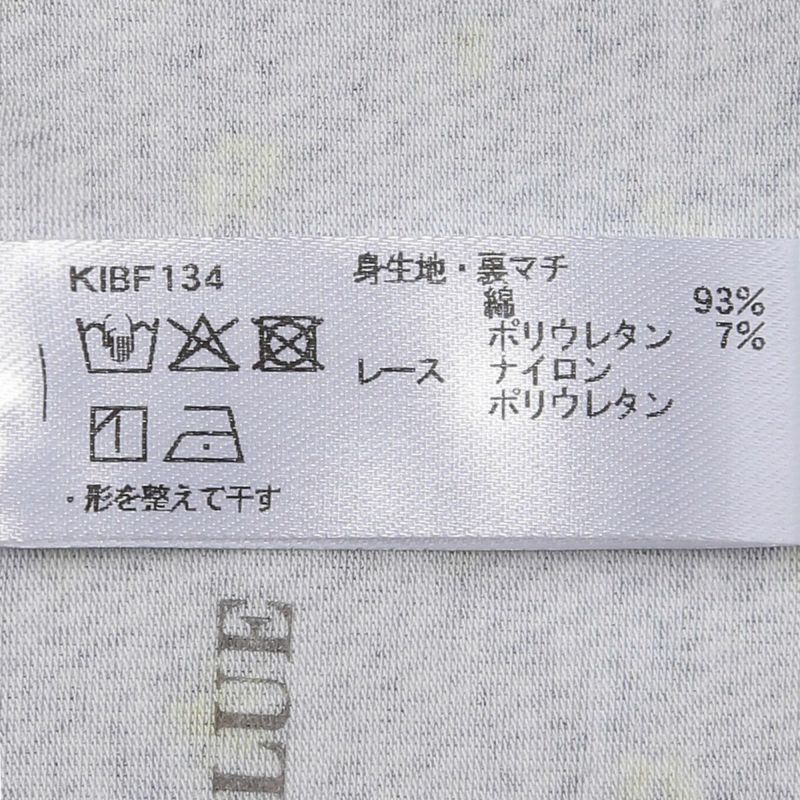 KIBF134
身生地・裏マチ
綿 93%
ポリウレタン 7%
レース ナイロン
ポリウレタン
・形を整えて干す
LUE